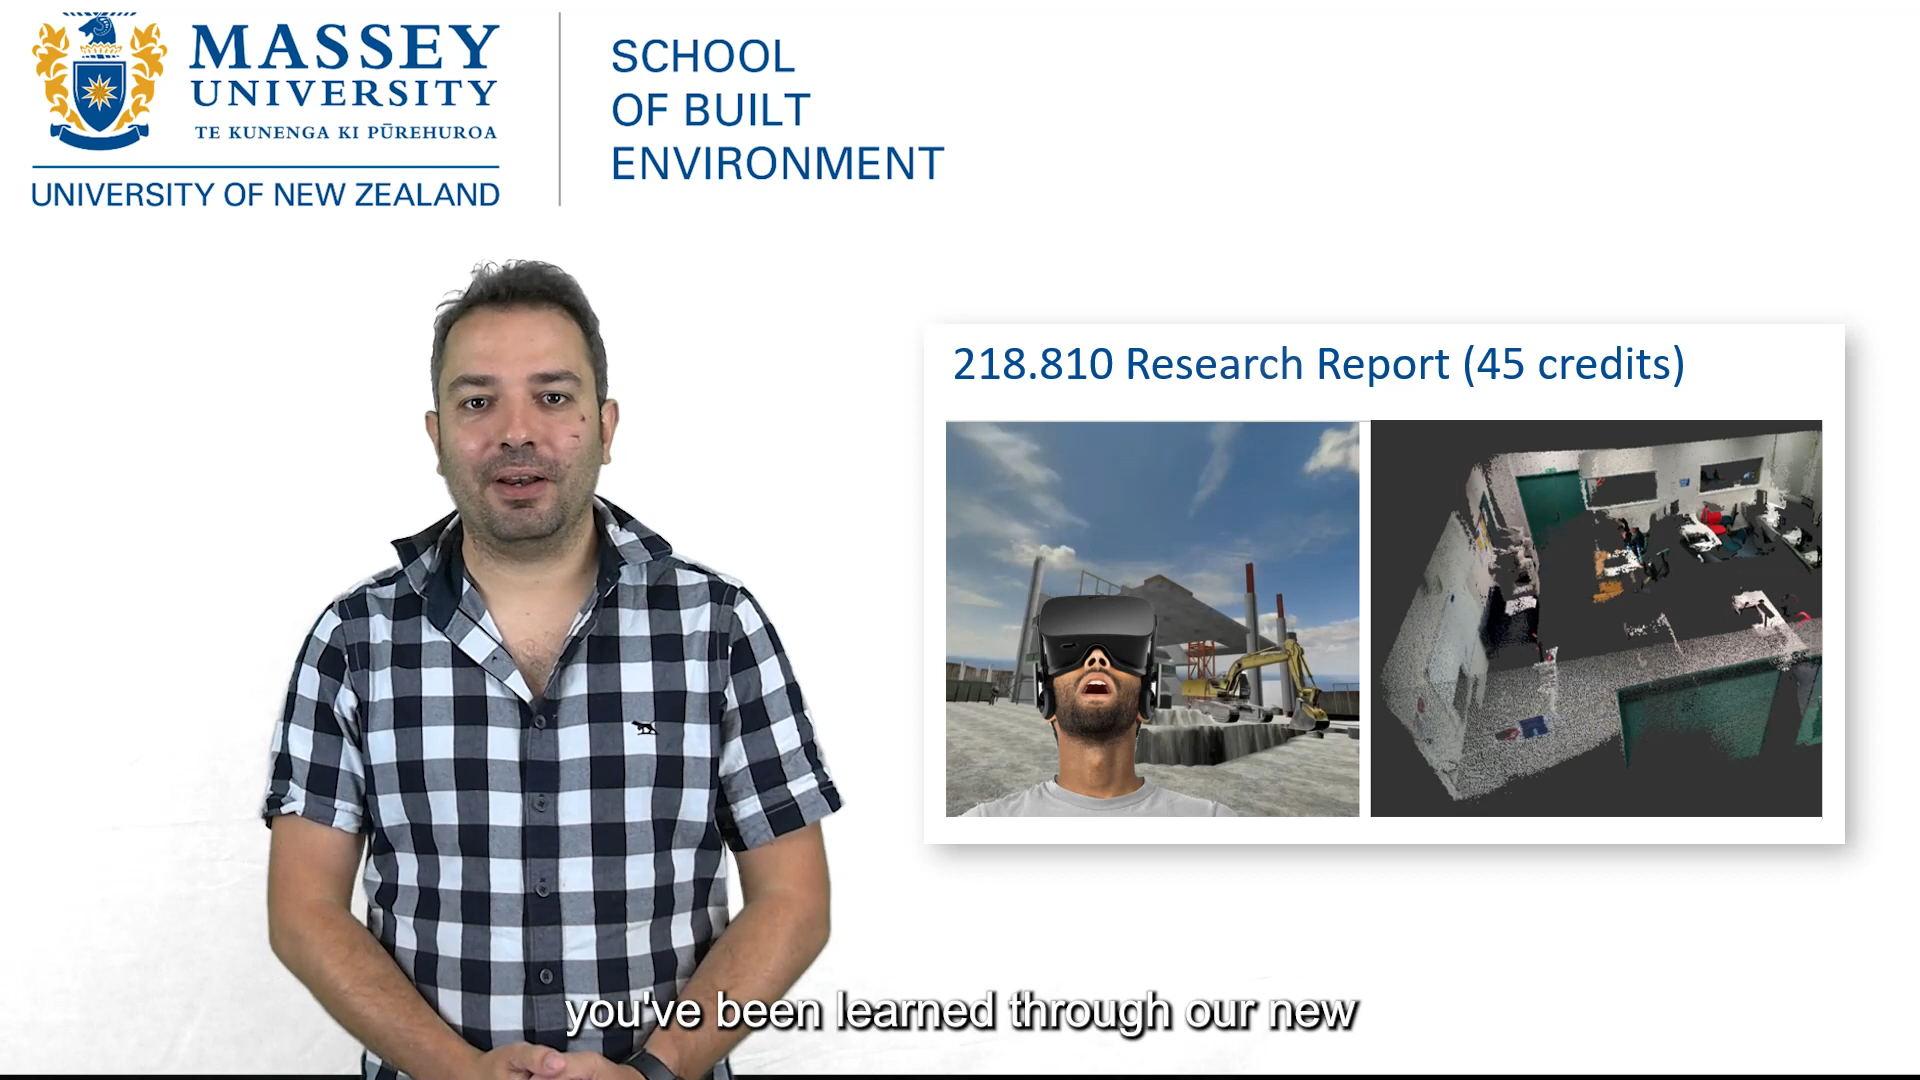 MASSEY
UNIVERSITY
TE KUNENGA KI PŪREHUROA
UNIVERSITY OF NEW ZEALAND
SCHOOL
OF BUILT
ENVIRONMENT
218.810 Research Report (45 credits)
you've been learned through our new